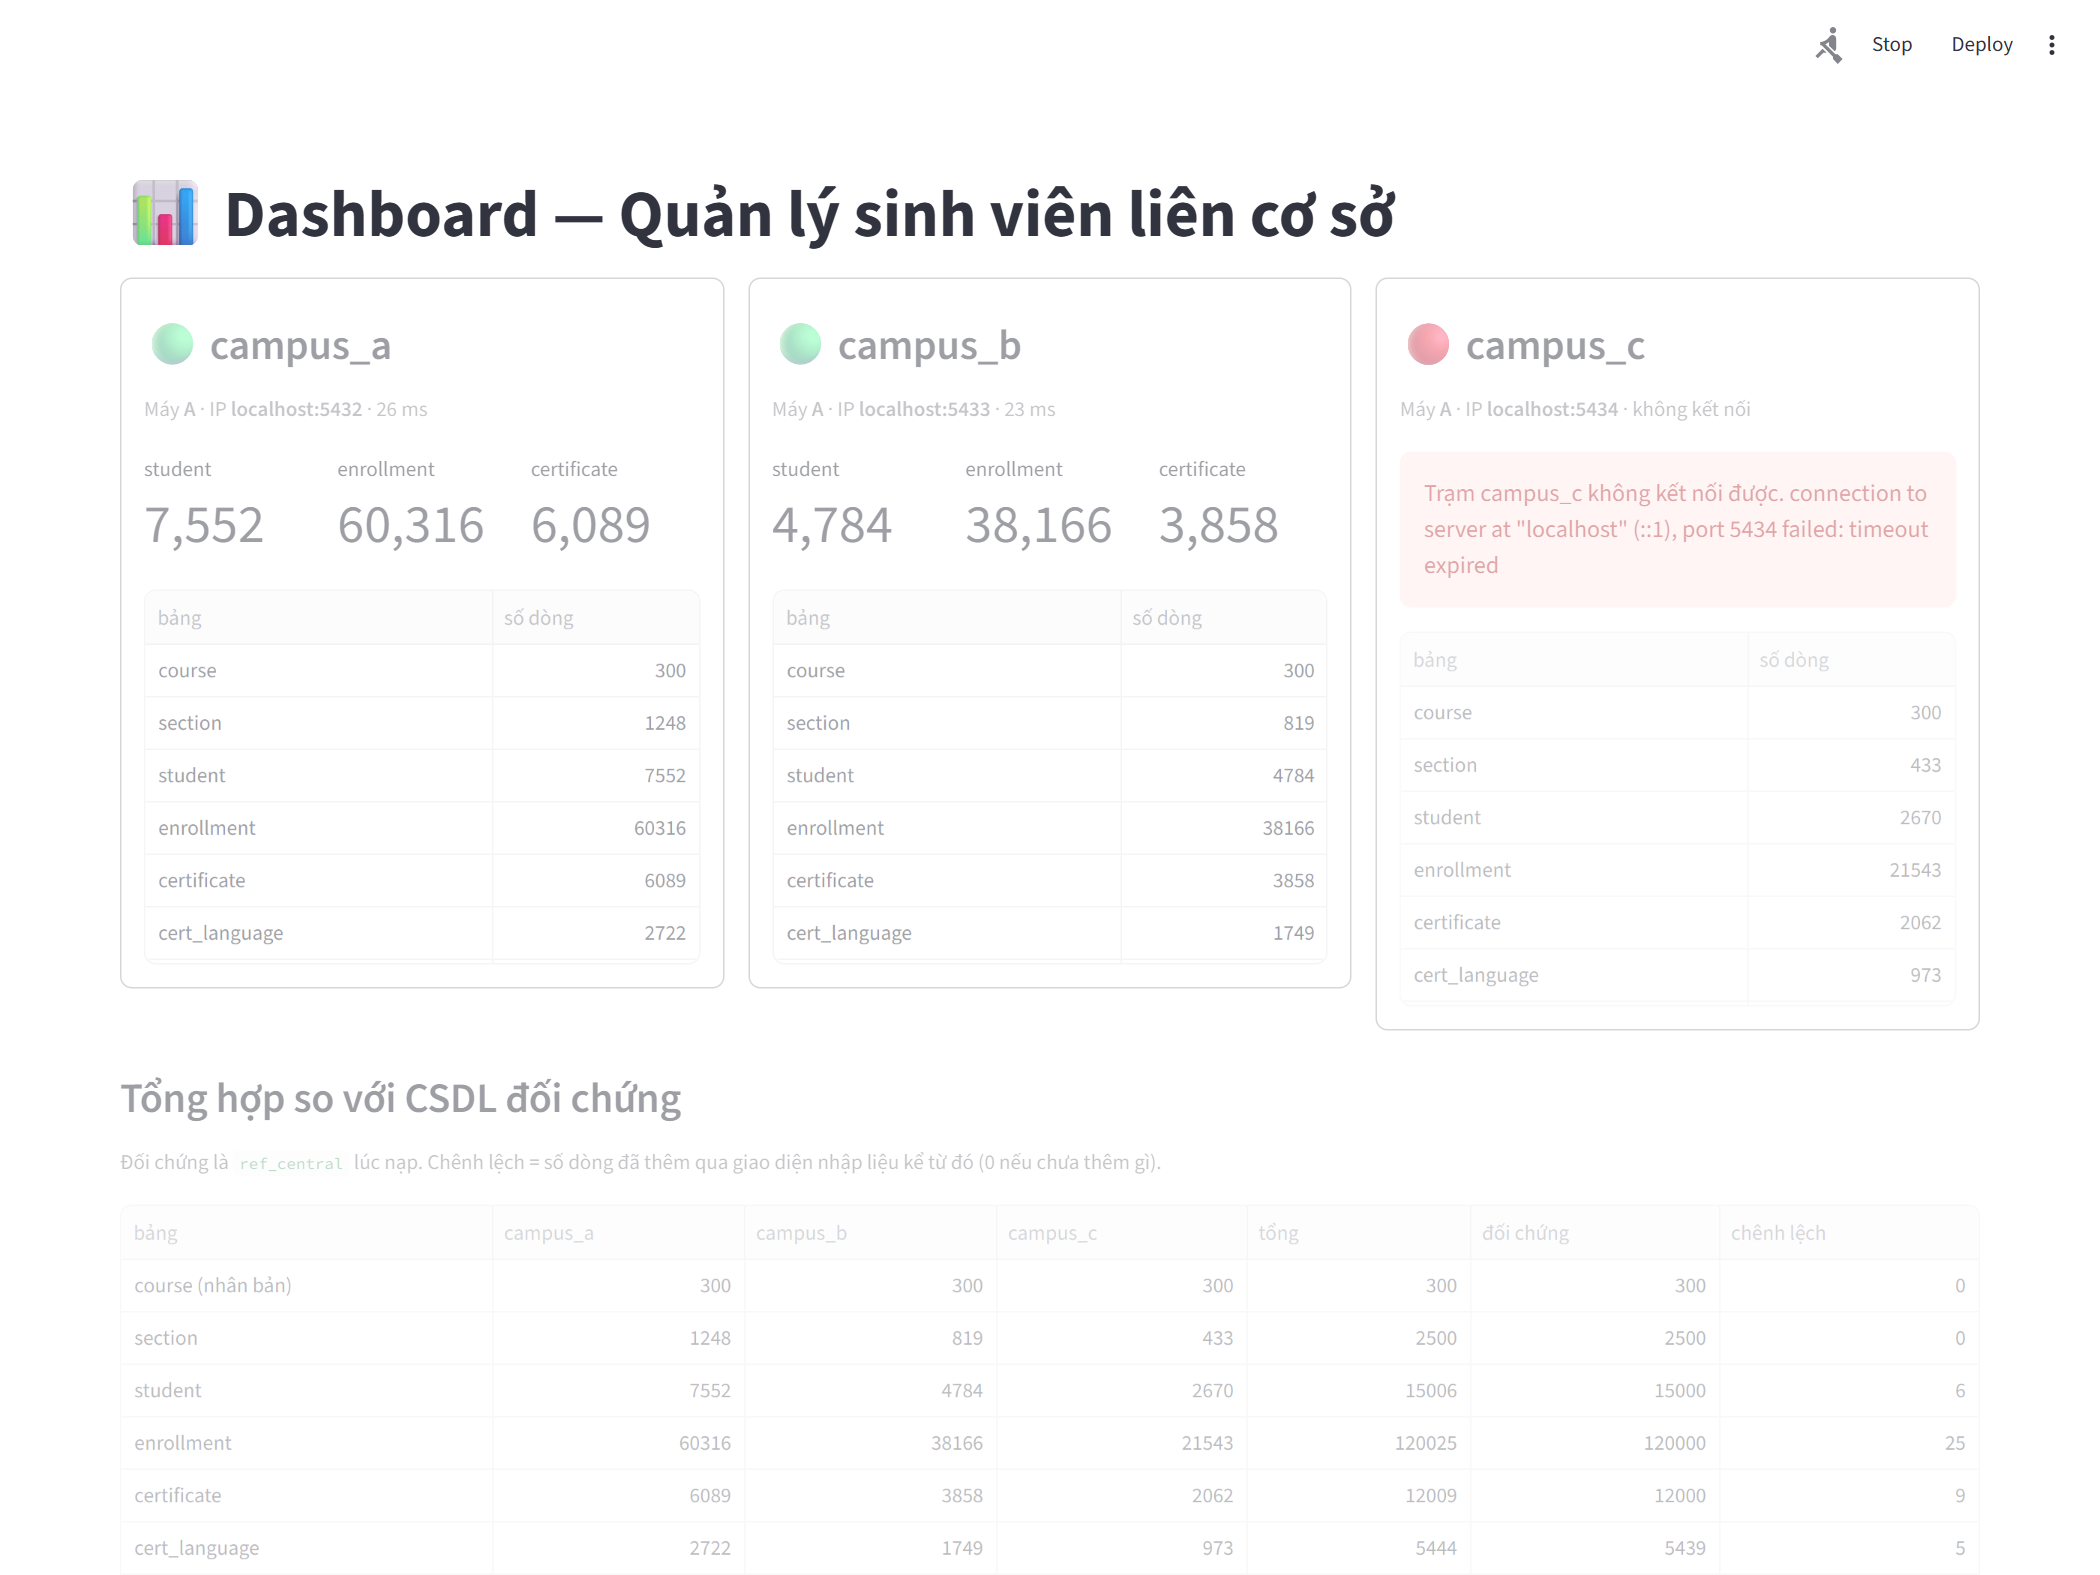 Stop Deploy
Dashboard — Quản lý sinh viên liên cơ sở
campus_a
Máy A · IP localhost:5432 · 26 ms
student enrollment certificate
7,552 60,316 6,089
bảng số dòng
course 300
section 1248
student 7552
enrollment 60316
certificate 6089
cert_language 2722
campus_b
Máy A · IP localhost:5433 · 23 ms
student enrollment certificate
4,784 38,166 3,858
bảng số dòng
course 300
section 819
student 4784
enrollment 38166
certificate 3858
cert_language 1749
campus_c
Máy A · IP localhost:5434 · không kết nối
Trạm campus_c không kết nối được. connection to
server at "localhost" (::1), port 5434 failed: timeout
expired
bảng số dòng
course 300
section 433
student 2670
enrollment 21543
certificate 2062
cert_language 973
Tổng hợp so với CSDL đối chứng
Đối chứng là ref_central lúc nạp. Chênh lệch = số dòng đã thêm qua giao diện nhập liệu kể từ đó (0 nếu chưa thêm gì).
bảng campus_a campus_b campus_c tổng đối chứng chênh lệch
course (nhân bản) 300 300 300 300 300 0
section 1248 819 433 2500 2500 0
student 7552 4784 2670 15006 15000 6
enrollment 60316 38166 21543 120025 120000 25
certificate 6089 3858 2062 12009 12000 9
cert_language 2722 1749 973 5444 5439 5